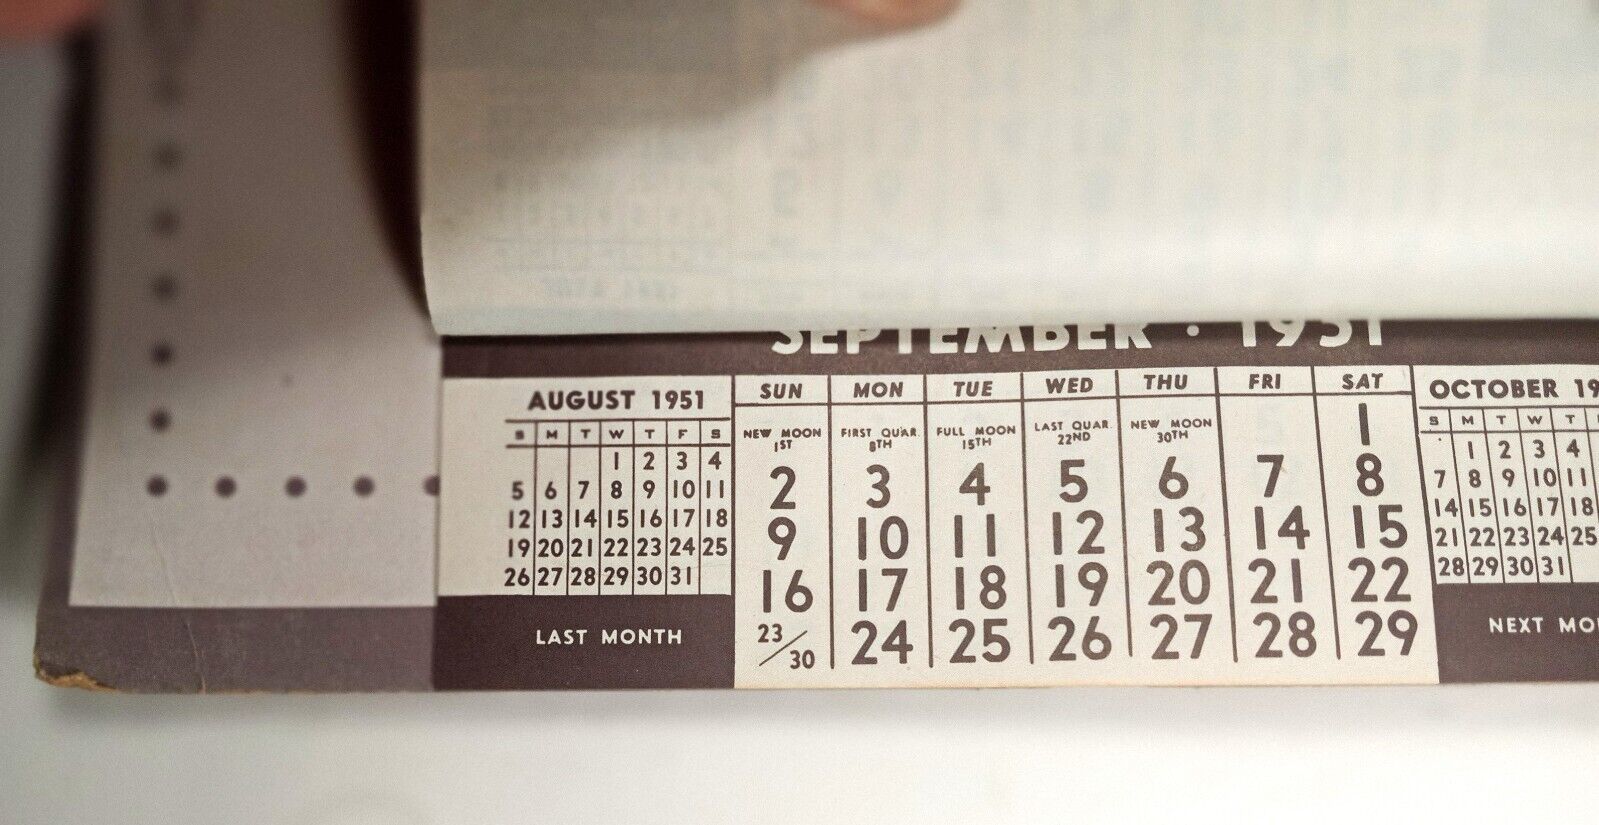 SEPTEMBER · 1951
AUGUST 1951
S M T W T F S
1 2 3 4
5 6 7 8 9 10 11
12 13 14 15 16 17 18
19 20 21 22 23 24 25
26 27 28 29 30 31
LAST MONTH
SUN MON TUE WED THU FRI SAT
NEW MOON 1ST FIRST QUAR. 8TH FULL MOON 15TH LAST QUAR. 22ND NEW MOON 30TH 1
2 3 4 5 6 7 8
9 10 11 12 13 14 15
16 17 18 19 20 21 22
23/30 24 25 26 27 28 29
OCTOBER 19
S M T W T
1 2 3 4
7 8 9 10 11
14 15 16 17 18
21 22 23 24 25
28 29 30 31
NEXT MO